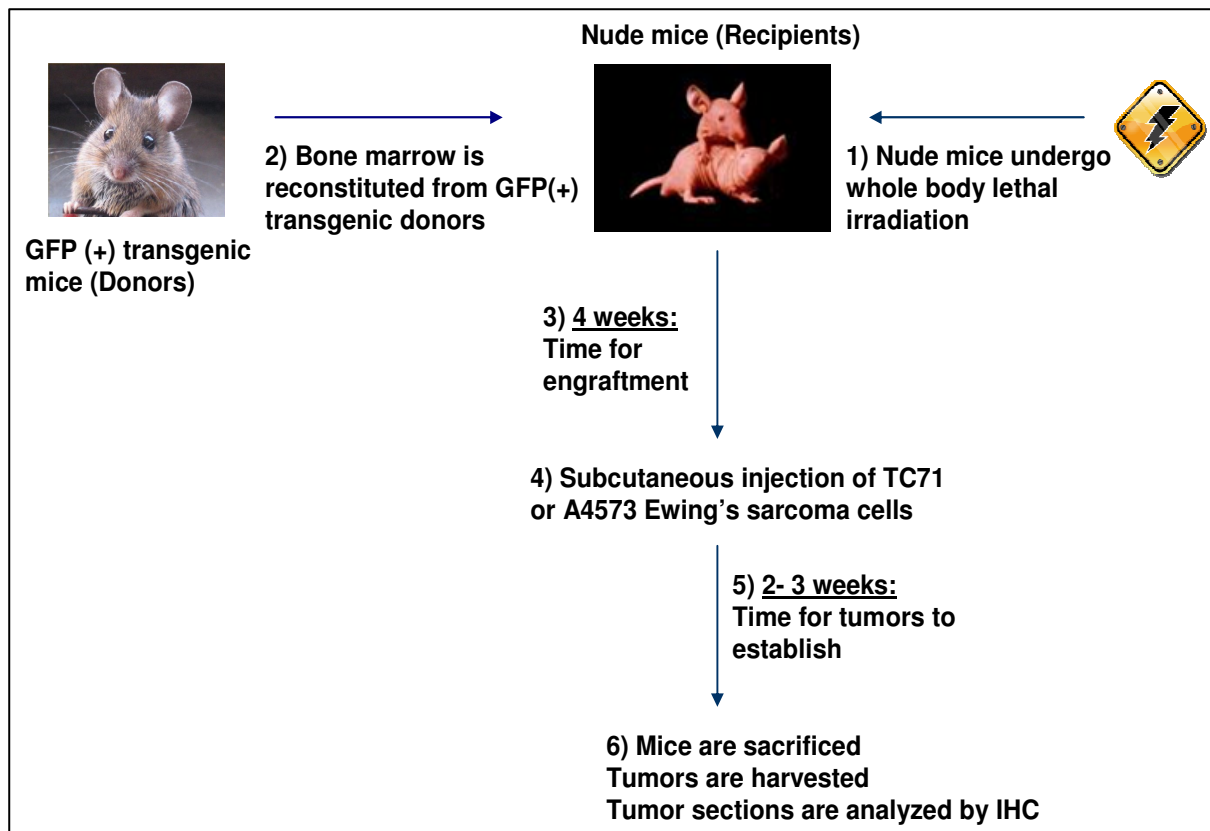 Nude mice (Recipients)
GFP (+) transgenic
mice (Donors)
2) Bone marrow is
reconstituted from GFP(+)
transgenic donors
1) Nude mice undergo
whole body lethal
irradiation
3) 4 weeks:
Time for
engraftment
4) Subcutaneous injection of TC71
or A4573 Ewing’s sarcoma cells
5) 2- 3 weeks:
Time for tumors to
establish
6) Mice are sacrificed
Tumors are harvested
Tumor sections are analyzed by IHC